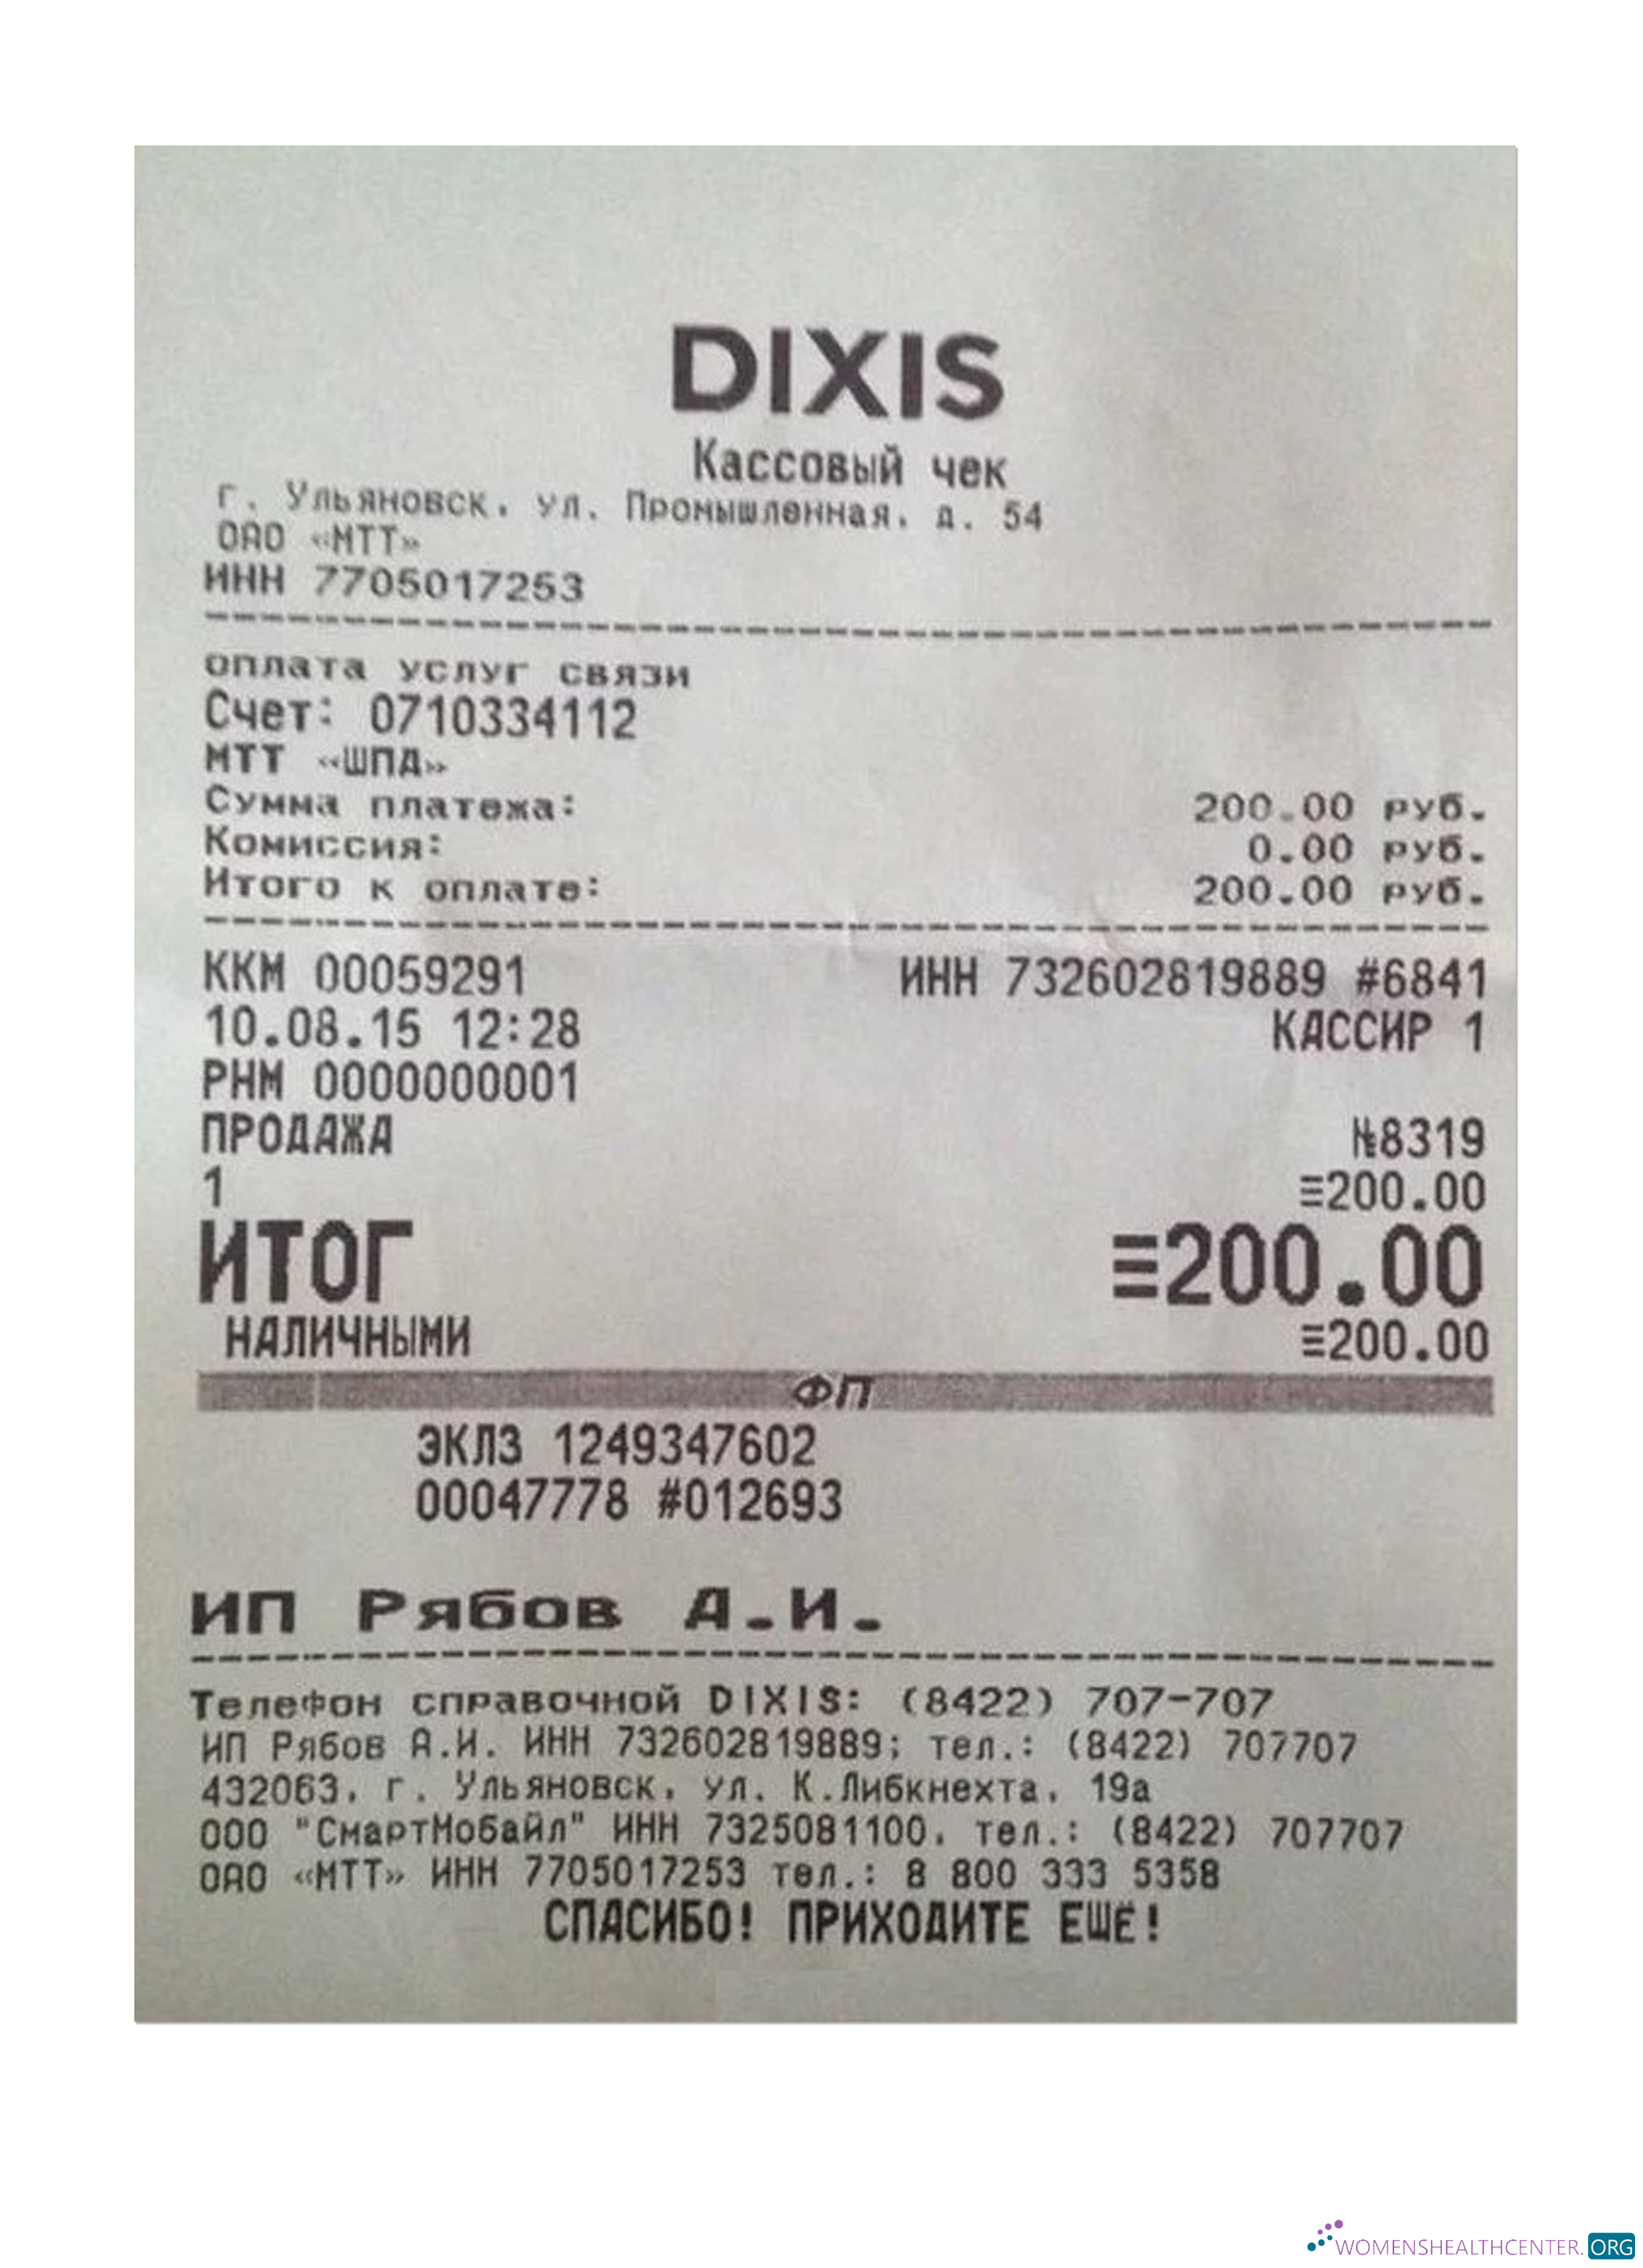 DIXIS
Кассовый чек
г. Ульяновск, ул. Промышленная, д. 54
ОАО «МТТ»
ИНН 7705017253
оплата услуг связи
Счет: 0710334112
МТТ «ШПД»
Сумма платежа: 200.00 руб.
Комиссия: 0.00 руб.
Итого к оплате: 200.00 руб.
ККМ 00059291 ИНН 732602819889 #6841
10.08.15 12:28 КАССИР 1
РНМ 0000000001
ПРОДАЖА №8319
1 ≡200.00
ИТОГ ≡200.00
НАЛИЧНЫМИ ≡200.00
ФП
ЭКЛЗ 1249347602
00047778 #012693
ИП Рябов А.И.
Телефон справочной DIXIS: (8422) 707-707
ИП Рябов А.И. ИНН 732602819889; тел.: (8422) 707707
432063, г. Ульяновск, ул. К.Либкнехта, 19а
ООО "СмартМобайл" ИНН 7325081100, тел.: (8422) 707707
ОАО «МТТ» ИНН 7705017253 тел.: 8 800 333 5358
СПАСИБО! ПРИХОДИТЕ ЕЩЁ!
WOMENSHEALTHCENTER.ORG